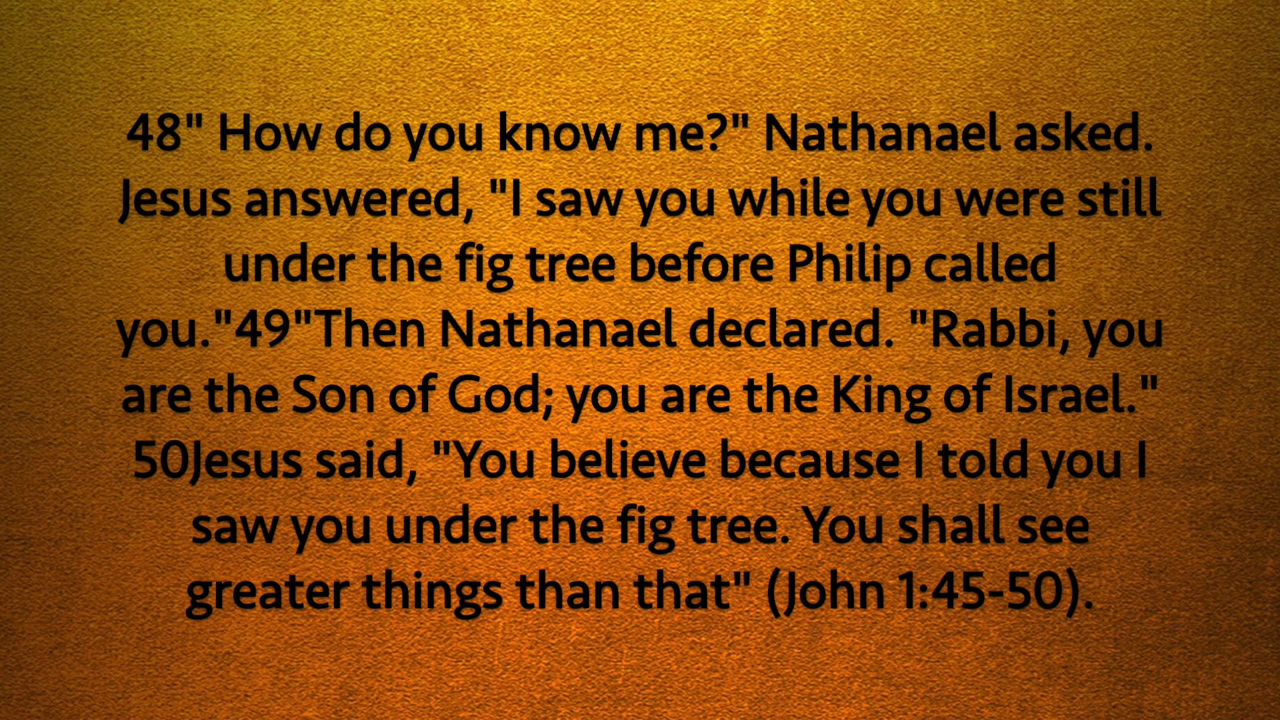 48" How do you know me?" Nathanael asked.
Jesus answered, "I saw you while you were still
under the fig tree before Philip called
you."49"Then Nathanael declared. "Rabbi, you
are the Son of God; you are the King of Israel."
50Jesus said, "You believe because I told you I
saw you under the fig tree. You shall see
greater things than that" (John 1:45-50).